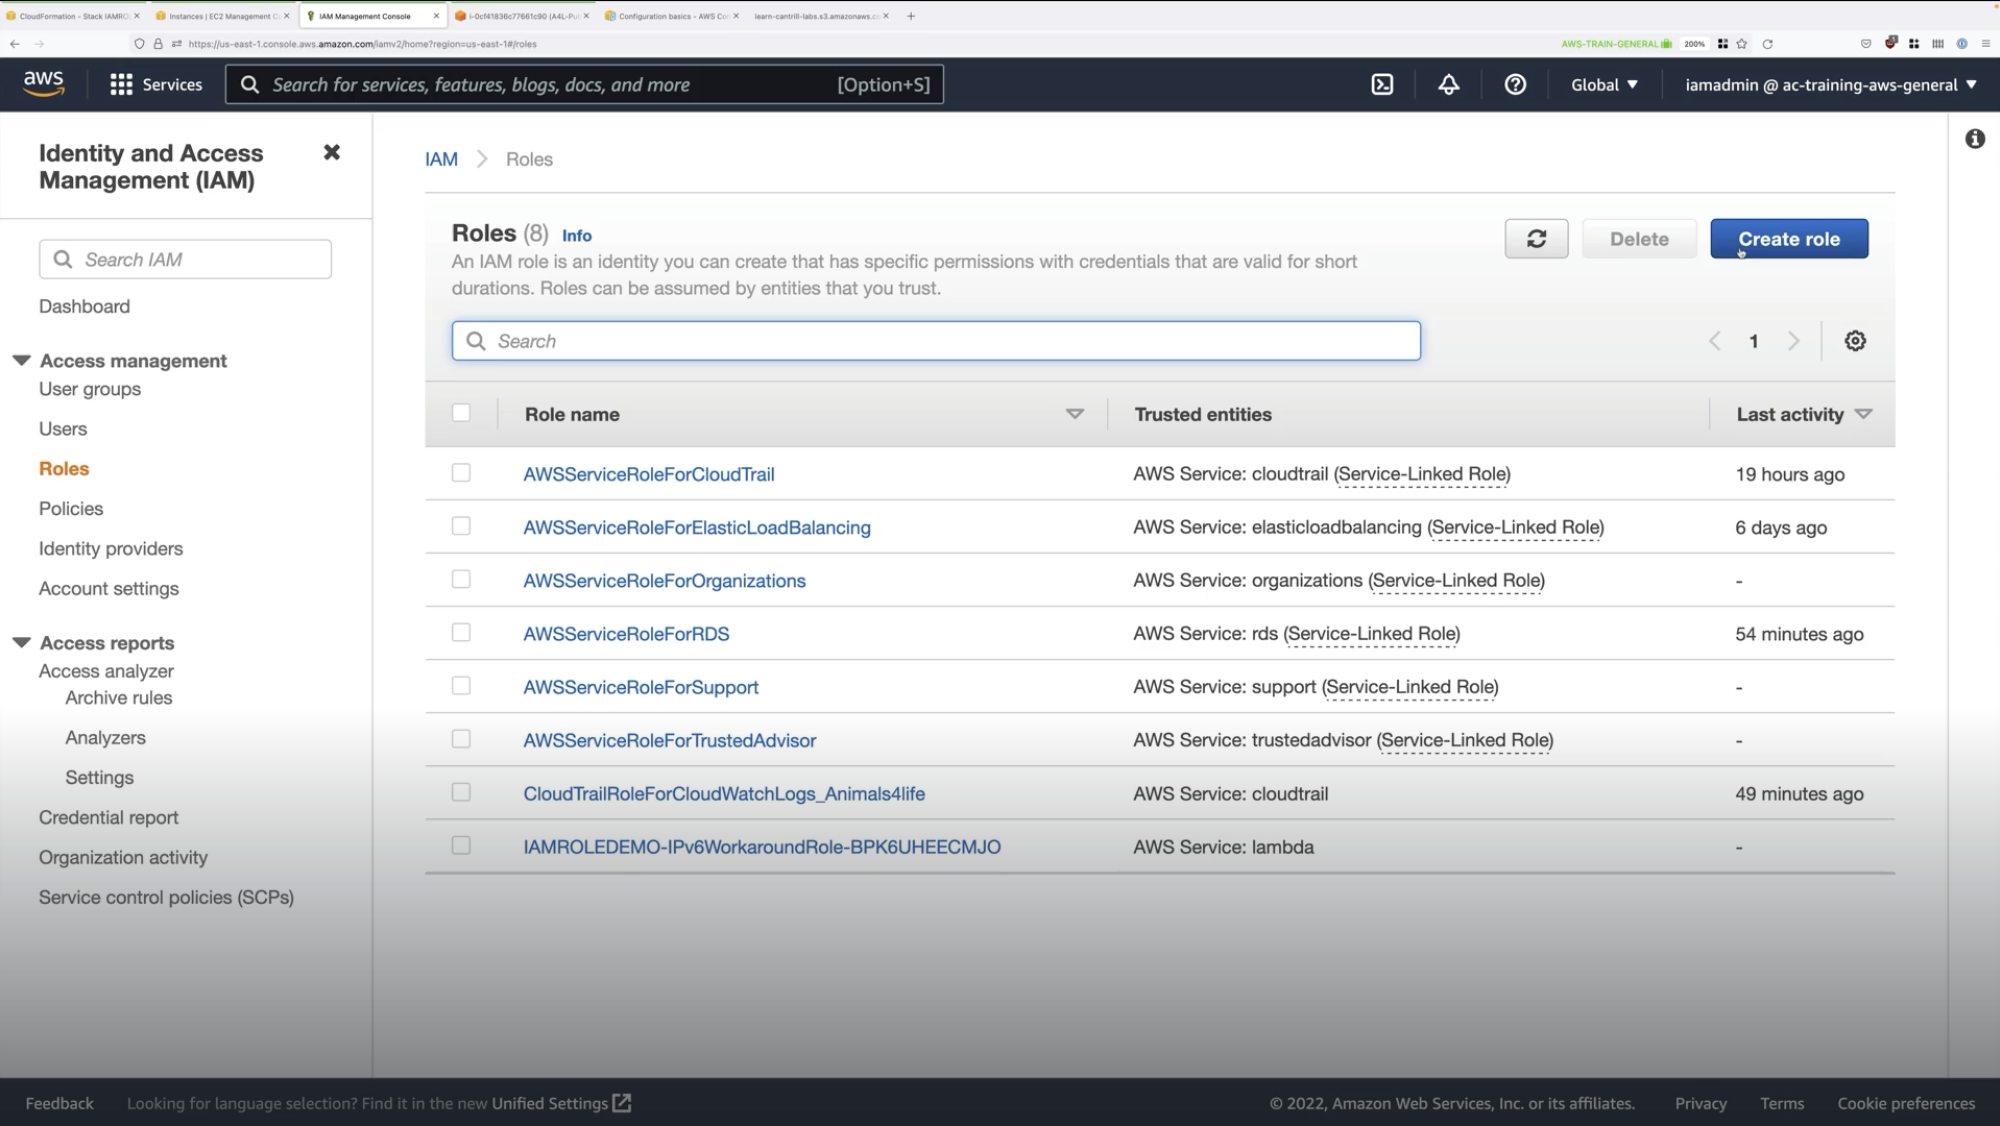 CloudFormation - Stack IAMRO
Instances | EC2 Management C
IAM Management Console
i-0cf41836c77661c90 (A4L-Pu
Configuration basics - AWS Co
learn-cantrill-labs.s3.amazonaws.c
https://us-east-1.console.aws.amazon.com/iamv2/home?region=us-east-1#/roles
AWS-TRAIN-GENERAL
200%
aws
Services
Search for services, features, blogs, docs, and more
[Option+S]
Global
iamadmin @ ac-training-aws-general
Identity and Access
Management (IAM)
Search IAM
Dashboard
Access management
User groups
Users
Roles
Policies
Identity providers
Account settings
Access reports
Access analyzer
Archive rules
Analyzers
Settings
Credential report
Organization activity
Service control policies (SCPs)
IAM > Roles
Roles (8) Info
An IAM role is an identity you can create that has specific permissions with credentials that are valid for short
durations. Roles can be assumed by entities that you trust.
Delete
Create role
Search
1
Role name Trusted entities Last activity
AWSServiceRoleForCloudTrail AWS Service: cloudtrail (Service-Linked Role) 19 hours ago
AWSServiceRoleForElasticLoadBalancing AWS Service: elasticloadbalancing (Service-Linked Role) 6 days ago
AWSServiceRoleForOrganizations AWS Service: organizations (Service-Linked Role) -
AWSServiceRoleForRDS AWS Service: rds (Service-Linked Role) 54 minutes ago
AWSServiceRoleForSupport AWS Service: support (Service-Linked Role) -
AWSServiceRoleForTrustedAdvisor AWS Service: trustedadvisor (Service-Linked Role) -
CloudTrailRoleForCloudWatchLogs_Animals4life AWS Service: cloudtrail 49 minutes ago
IAMROLEDEMO-IPv6WorkaroundRole-BPK6UHEECMJO AWS Service: lambda -
Feedback
Looking for language selection? Find it in the new Unified Settings
© 2022, Amazon Web Services, Inc. or its affiliates.
Privacy
Terms
Cookie preferences